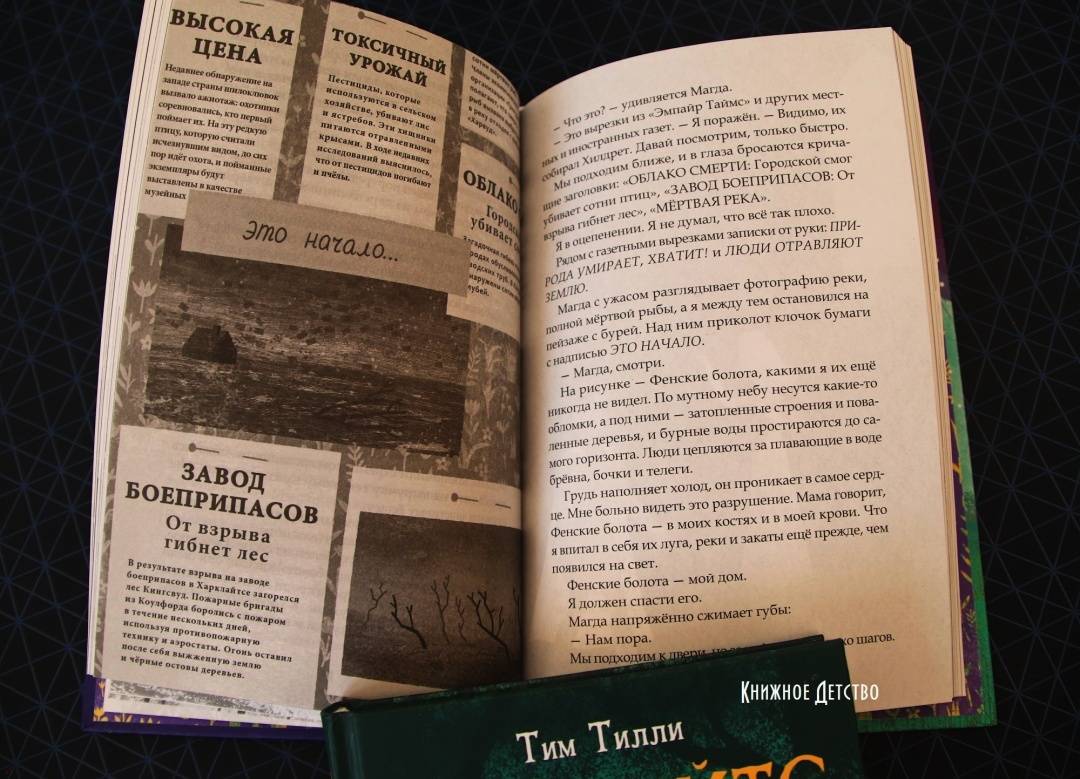 ВЫСОКАЯ
ЦЕНА
Недавнее обнаружение на
западе страны шилоклювок
вызвало ажиотаж: охотники
соревновались, кто первый
поймает их. На эту редкую
птицу, которую считали
исчезнувшим видом, до сих
пор идёт охота, и пойманные
экземпляры будут
выставлены в качестве
музейных
ТОКСИЧНЫЙ
УРОЖАЙ
Пестициды, которые
используются в сельском
хозяйстве, убивают лис
и ястребов. Эти хищники
питаются отравленными
крысами. В ходе недавних
исследований выяснилось,
что от пестицидов погибают
и пчёлы.
ОБЛАКО
Городс
убивает со
это начало...
ЗАВОД
БОЕПРИПАСОВ
От взрыва
гибнет лес
В результате взрыва на заводе
боеприпасов в Харклайтсе загорелся
лес Кингсвуд. Пожарные бригады
из Коулфорда боролись с пожаром
в течение нескольких дней,
используя противопожарную
технику и аэростаты. Огонь оставил
после себя выжженную землю
и чёрные остовы деревьев.
— Что это? — удивляется Магда.
— Это вырезки из «Эмпайр Таймс» и других мест-
ных и иностранных газет. — Я поражён. — Видимо, их
собирал Хилдрет. Давай посмотрим, только быстро.
Мы подходим ближе, и в глаза бросаются крича-
щие заголовки: «ОБЛАКО СМЕРТИ: Городской смог
убивает сотни птиц», «ЗАВОД БОЕПРИПАСОВ: От
взрыва гибнет лес», «МЁРТВАЯ РЕКА».
Я в оцепенении. Я не думал, что всё так плохо.
Рядом с газетными вырезками записки от руки: ПРИ-
РОДА УМИРАЕТ, ХВАТИТ! и ЛЮДИ ОТРАВЛЯЮТ
ЗЕМЛЮ.
Магда с ужасом разглядывает фотографию реки,
полной мёртвой рыбы, а я между тем остановился на
пейзаже с бурей. Над ним приколот клочок бумаги
с надписью ЭТО НАЧАЛО.
— Магда, смотри.
На рисунке — Фенские болота, какими я их ещё
никогда не видел. По мутному небу несутся какие-то
обломки, а под ними — затопленные строения и пова-
ленные деревья, и бурные воды простираются до са-
мого горизонта. Люди цепляются за плавающие в воде
брёвна, бочки и телеги.
Грудь наполняет холод, он проникает в самое серд-
це. Мне больно видеть это разрушение. Мама говорит,
Фенские болота — в моих костях и в моей крови. Что
я впитал в себя их луга, реки и закаты ещё прежде, чем
появился на свет.
Фенские болота — мой дом.
Я должен спасти его.
Магда напряжённо сжимает губы:
— Нам пора.
Мы подходим к двери, но шагов.
Книжное Детство
Тим Тилли